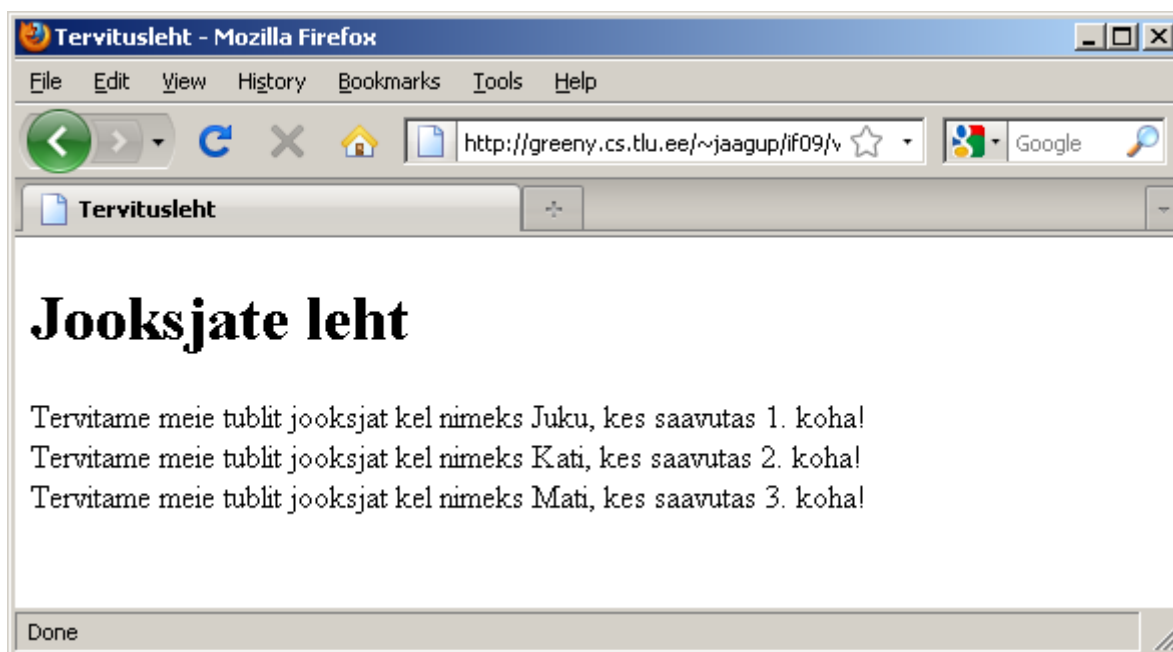 Tervitusleht - Mozilla Firefox
File Edit View History Bookmarks Tools Help
http://greeny.cs.tlu.ee/~jaagup/if09/v Google
Tervitusleht
Jooksjate leht
Tervitame meie tublit jooksjat kel nimeks Juku, kes saavutas 1. koha!
Tervitame meie tublit jooksjat kel nimeks Kati, kes saavutas 2. koha!
Tervitame meie tublit jooksjat kel nimeks Mati, kes saavutas 3. koha!
Done